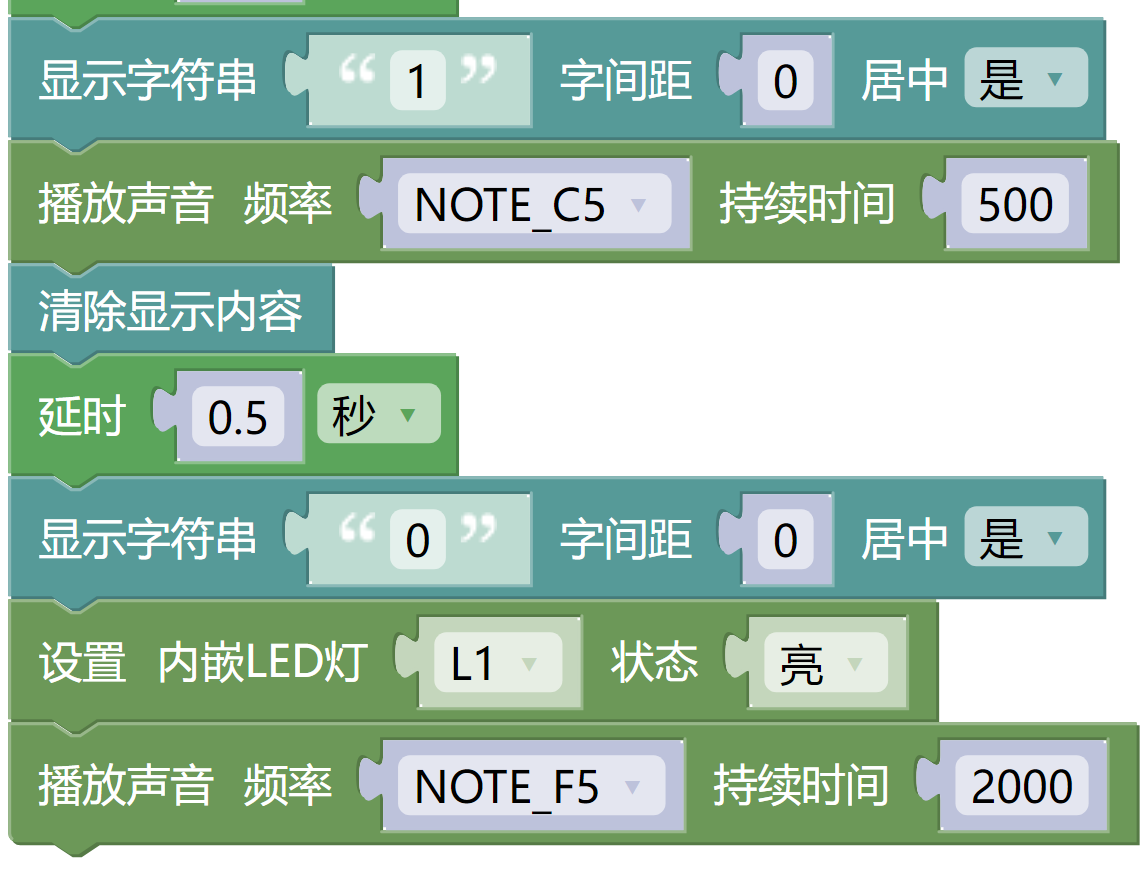 显示字符串 “ 1 ” 字间距 0 居中 是
播放声音 频率 NOTE_C5 持续时间 500
清除显示内容
延时 0.5 秒
显示字符串 “ 0 ” 字间距 0 居中 是
设置 内嵌LED灯 L1 状态 亮
播放声音 频率 NOTE_F5 持续时间 2000